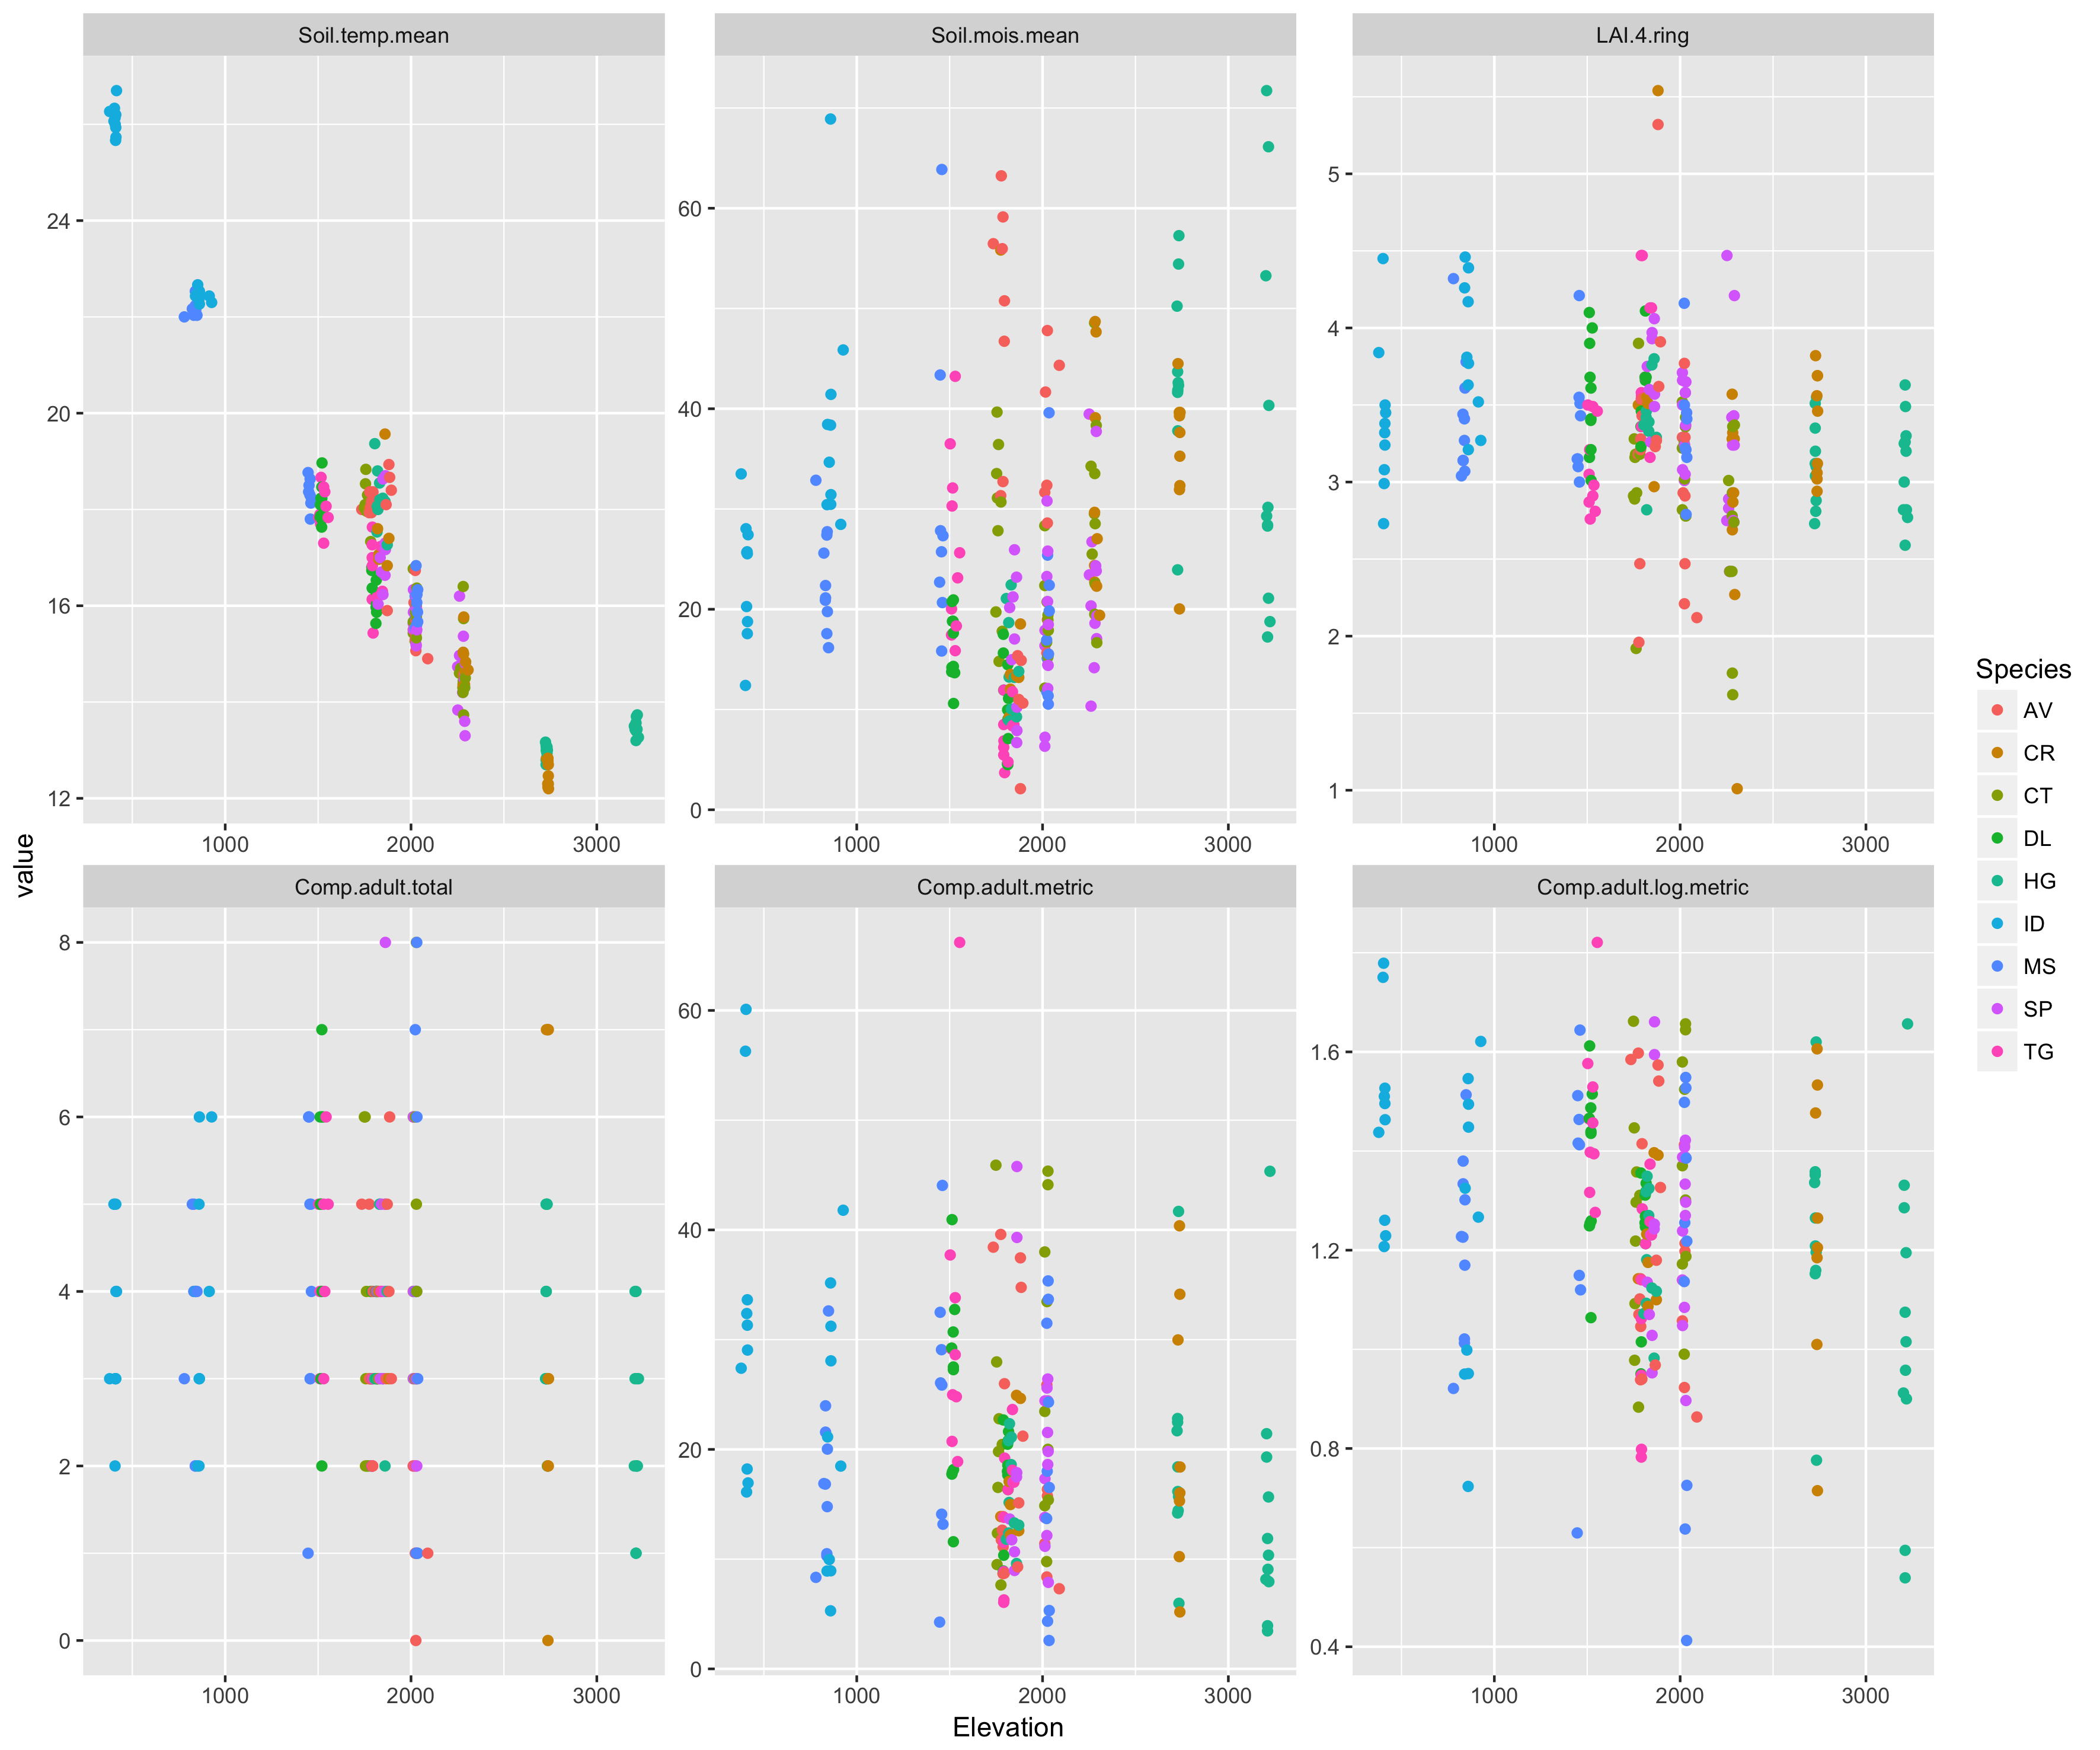 Soil.temp.mean
Soil.mois.mean
LAI.4.ring
24
20
16
12
1000
2000
3000
60
40
20
0
1000
2000
3000
5
4
3
2
1
1000
2000
3000
value
Comp.adult.total
Comp.adult.metric
Comp.adult.log.metric
8
6
4
2
0
1000
2000
3000
60
40
20
0
1000
2000
3000
1.6
1.2
0.8
0.4
1000
2000
3000
Elevation
Species
AV
CR
CT
DL
HG
ID
MS
SP
TG